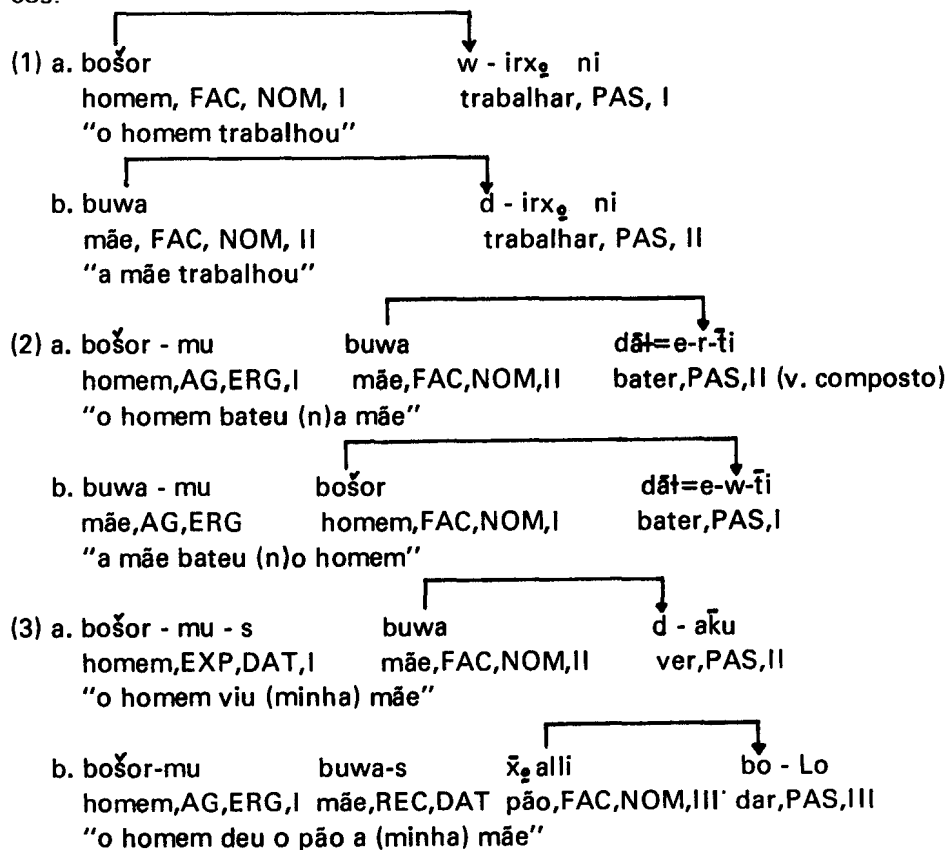 (1) a. bošor w - irxₒ ni
homem, FAC, NOM, I trabalhar, PAS, I
"o homem trabalhou"
b. buwa d - irxₒ ni
mãe, FAC, NOM, II trabalhar, PAS, II
"a mãe trabalhou"
(2) a. bošor - mu buwa dāɫ=e-r-t̄i
homem,AG,ERG,I mãe,FAC,NOM,II bater,PAS,II (v. composto)
"o homem bateu (n)a mãe"
b. buwa - mu bošor dāɫ=e-w-t̄i
mãe,AG,ERG homem,FAC,NOM,I bater,PAS,I
"a mãe bateu (n)o homem"
(3) a. bošor - mu - s buwa d - ak̄u
homem,EXP,DAT,I mãe,FAC,NOM,II ver,PAS,II
"o homem viu (minha) mãe"
b. bošor-mu buwa-s x̄ₒalli bo - Lo
homem,AG,ERG,I mãe,REC,DAT pão,FAC,NOM,III dar,PAS,III
"o homem deu o pão a (minha) mãe"